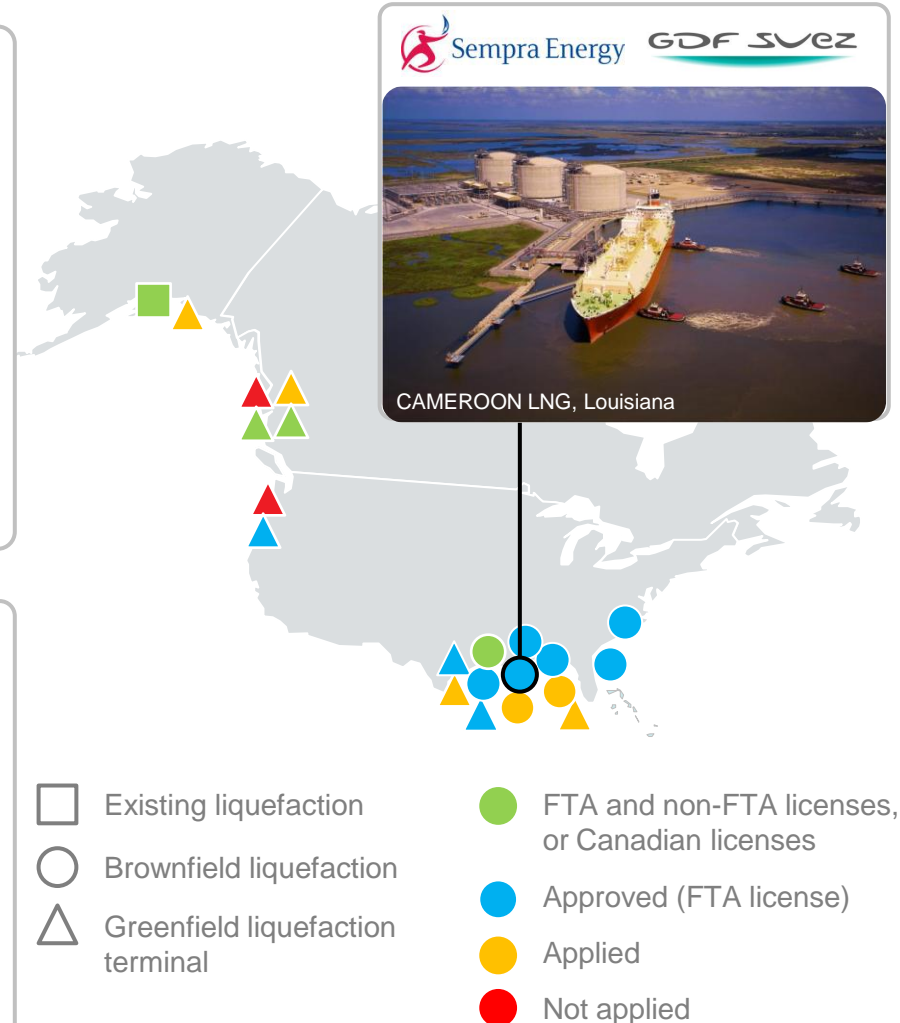 Sempra Energy
GDF SUEZ
CAMEROON LNG, Louisiana
Existing liquefaction
Brownfield liquefaction
Greenfield liquefaction
terminal
FTA and non-FTA licenses,
or Canadian licenses
Approved (FTA license)
Applied
Not applied